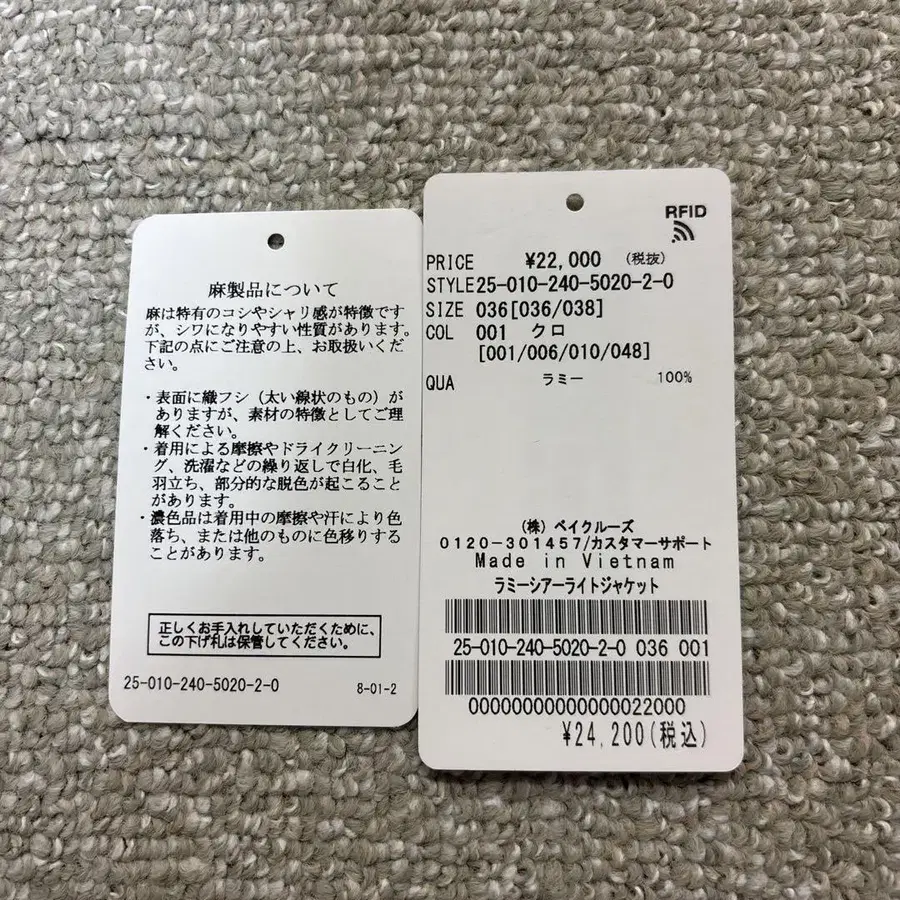 麻製品について
麻は特有のコシやシャリ感が特徴です
が、シワになりやすい性質があります。
下記の点にご注意の上、お取扱いくだ
さい。
・表面に織フシ（太い線状のもの）が
ありますが、素材の特徴としてご理
解ください。
・着用による摩擦やドライクリーニン
グ、洗濯などの繰り返しで白化、毛
羽立ち、部分的な脱色が起こること
があります。
・濃色品は着用中の摩擦や汗により色
落ち、または他のものに色移りする
ことがあります。
正しくお手入れしていただくために、
この下げ札は保管してください。
25-010-240-5020-2-0 8-01-2
RFID
PRICE ¥22,000 （税抜）
STYLE 25-010-240-5020-2-0
SIZE 036[036/038]
COL 001 クロ
[001/006/010/048]
QUA ラミー 100%
（株）ベイクルーズ
0120-301457/カスタマーサポート
Made in Vietnam
ラミーシアーライトジャケット
25-010-240-5020-2-0 036 001
00000000000000022000
¥24,200(税込)